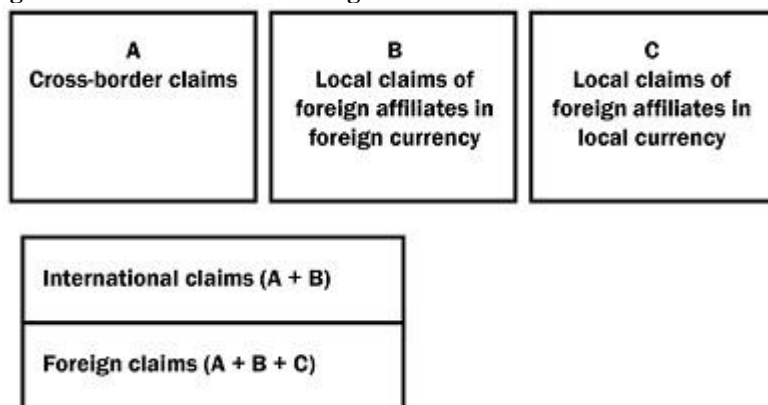 A
Cross-border claims
B
Local claims of
foreign affiliates in
foreign currency
C
Local claims of
foreign affiliates in
local currency
International claims (A + B)
Foreign claims (A + B + C)